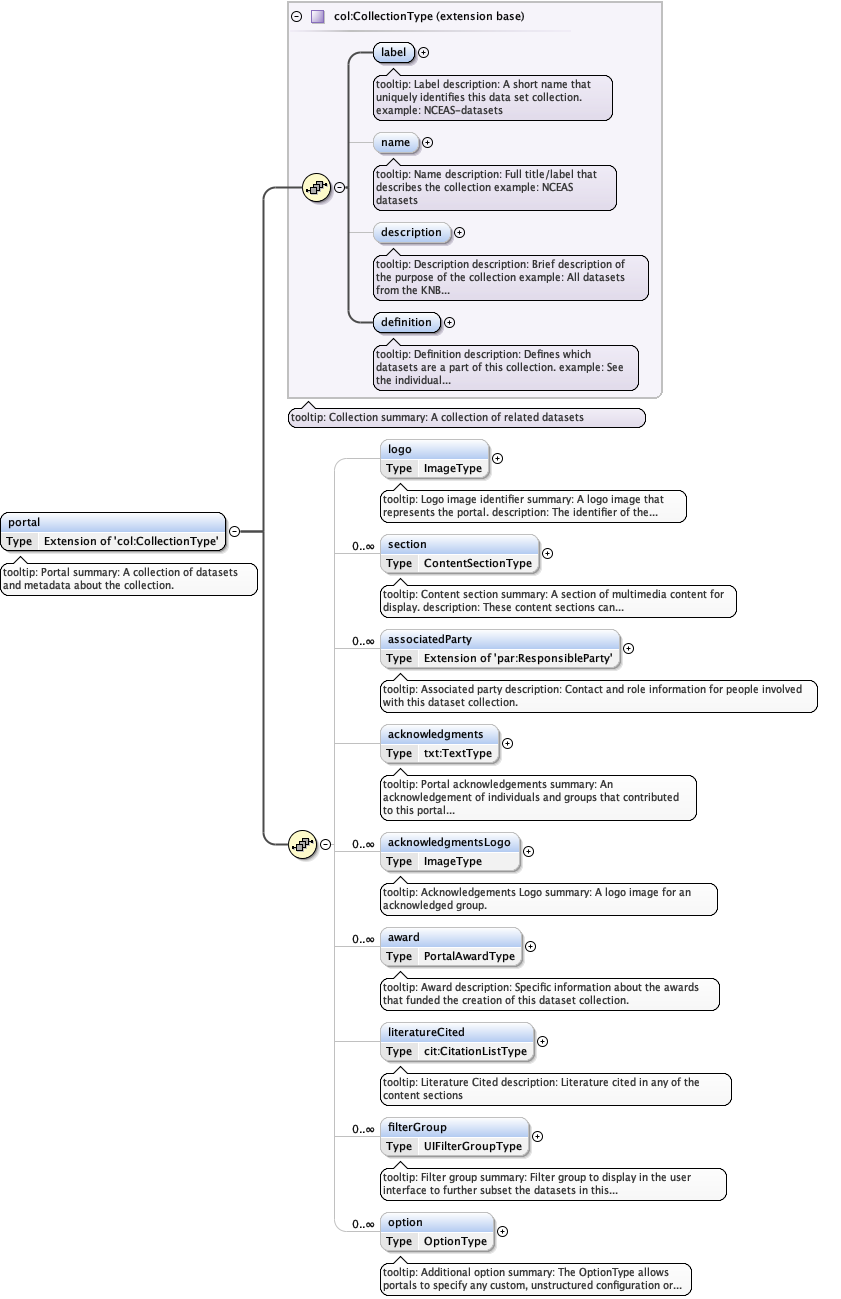 col:CollectionType (extension base)
label
tooltip: Label description: A short name that
uniquely identifies this data set collection.
example: NCEAS-datasets
name
tooltip: Name description: Full title/label that
describes the collection example: NCEAS
datasets
description
tooltip: Description description: Brief description of
the purpose of the collection example: All datasets
from the KNB...
definition
tooltip: Definition description: Defines which
datasets are a part of this collection. example: See
the individual...
tooltip: Collection summary: A collection of related datasets
portal
Type Extension of 'col:CollectionType'
tooltip: Portal summary: A collection of datasets
and metadata about the collection.
logo
Type ImageType
tooltip: Logo image identifier summary: A logo image that
represents the portal. description: The identifier of the...
0..∞
section
Type ContentSectionType
tooltip: Content section summary: A section of multimedia content for
display. description: These content sections can...
0..∞
associatedParty
Type Extension of 'par:ResponsibleParty'
tooltip: Associated party description: Contact and role information for people involved
with this dataset collection.
acknowledgments
Type txt:TextType
tooltip: Portal acknowledgements summary: An
acknowledgement of individuals and groups that contributed
to this portal...
0..∞
acknowledgmentsLogo
Type ImageType
tooltip: Acknowledgements Logo summary: A logo image for an
acknowledged group.
0..∞
award
Type PortalAwardType
tooltip: Award description: Specific information about the awards
that funded the creation of this dataset collection.
literatureCited
Type cit:CitationListType
tooltip: Literature Cited description: Literature cited in any of the
content sections
0..∞
filterGroup
Type UIFilterGroupType
tooltip: Filter group summary: Filter group to display in the user
interface to further subset the datasets in this...
0..∞
option
Type OptionType
tooltip: Additional option summary: The OptionType allows
portals to specify any custom, unstructured configuration or...